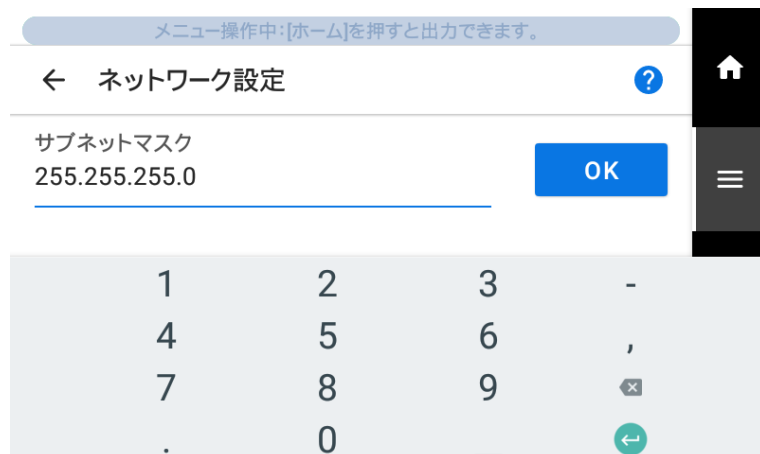 メニュー操作中:[ホーム]を押すと出力できます。
ネットワーク設定
?
サブネットマスク
255.255.255.0
OK
1 2 3 -
4 5 6 ,
7 8 9
. 0